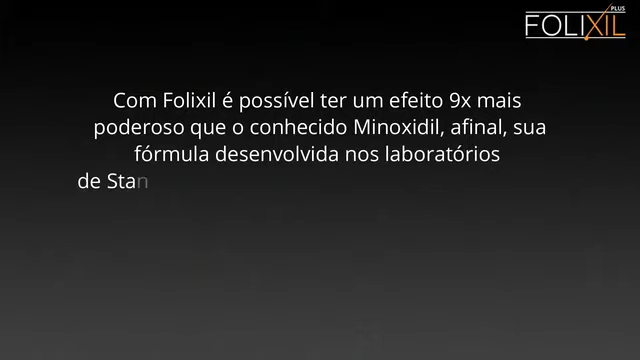 PLUS
FOLIXIL
Com Folixil é possível ter um efeito 9x mais
poderoso que o conhecido Minoxidil, afinal, sua
fórmula desenvolvida nos laboratórios
de Stan